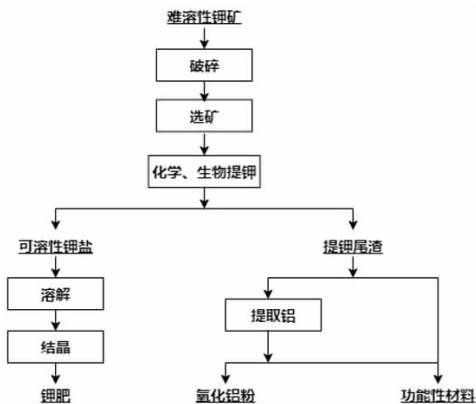 难溶性钾矿
破碎
选矿
化学、生物提钾
可溶性钾盐
提钾尾渣
溶解
提取铝
结晶
钾肥
氧化铝粉
功能性材料